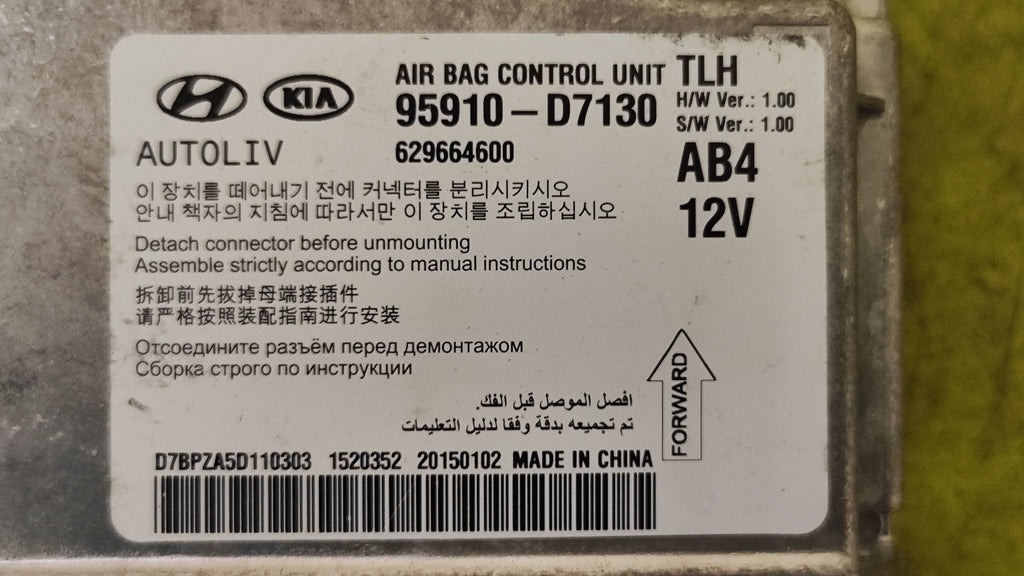 KIA
AIR BAG CONTROL UNIT TLH
95910-D7130
H/W Ver.: 1.00
S/W Ver.: 1.00
AUTOLIV
629664600
AB4
12V
이 장치를 떼어내기 전에 커넥터를 분리시키시오
안내 책자의 지침에 따라서만 이 장치를 조립하십시오
Detach connector before unmounting
Assemble strictly according to manual instructions
拆卸前先拔掉母端接插件
请严格按照装配指南进行安装
Отсоедините разъём перед демонтажом
Сборка строго по инструкции
افصل الموصل قبل الفك.
تم تجميعه بدقة وفقا لدليل التعليمات
FORWARD
D7BPZA5D110303 1520352 20150102 MADE IN CHINA